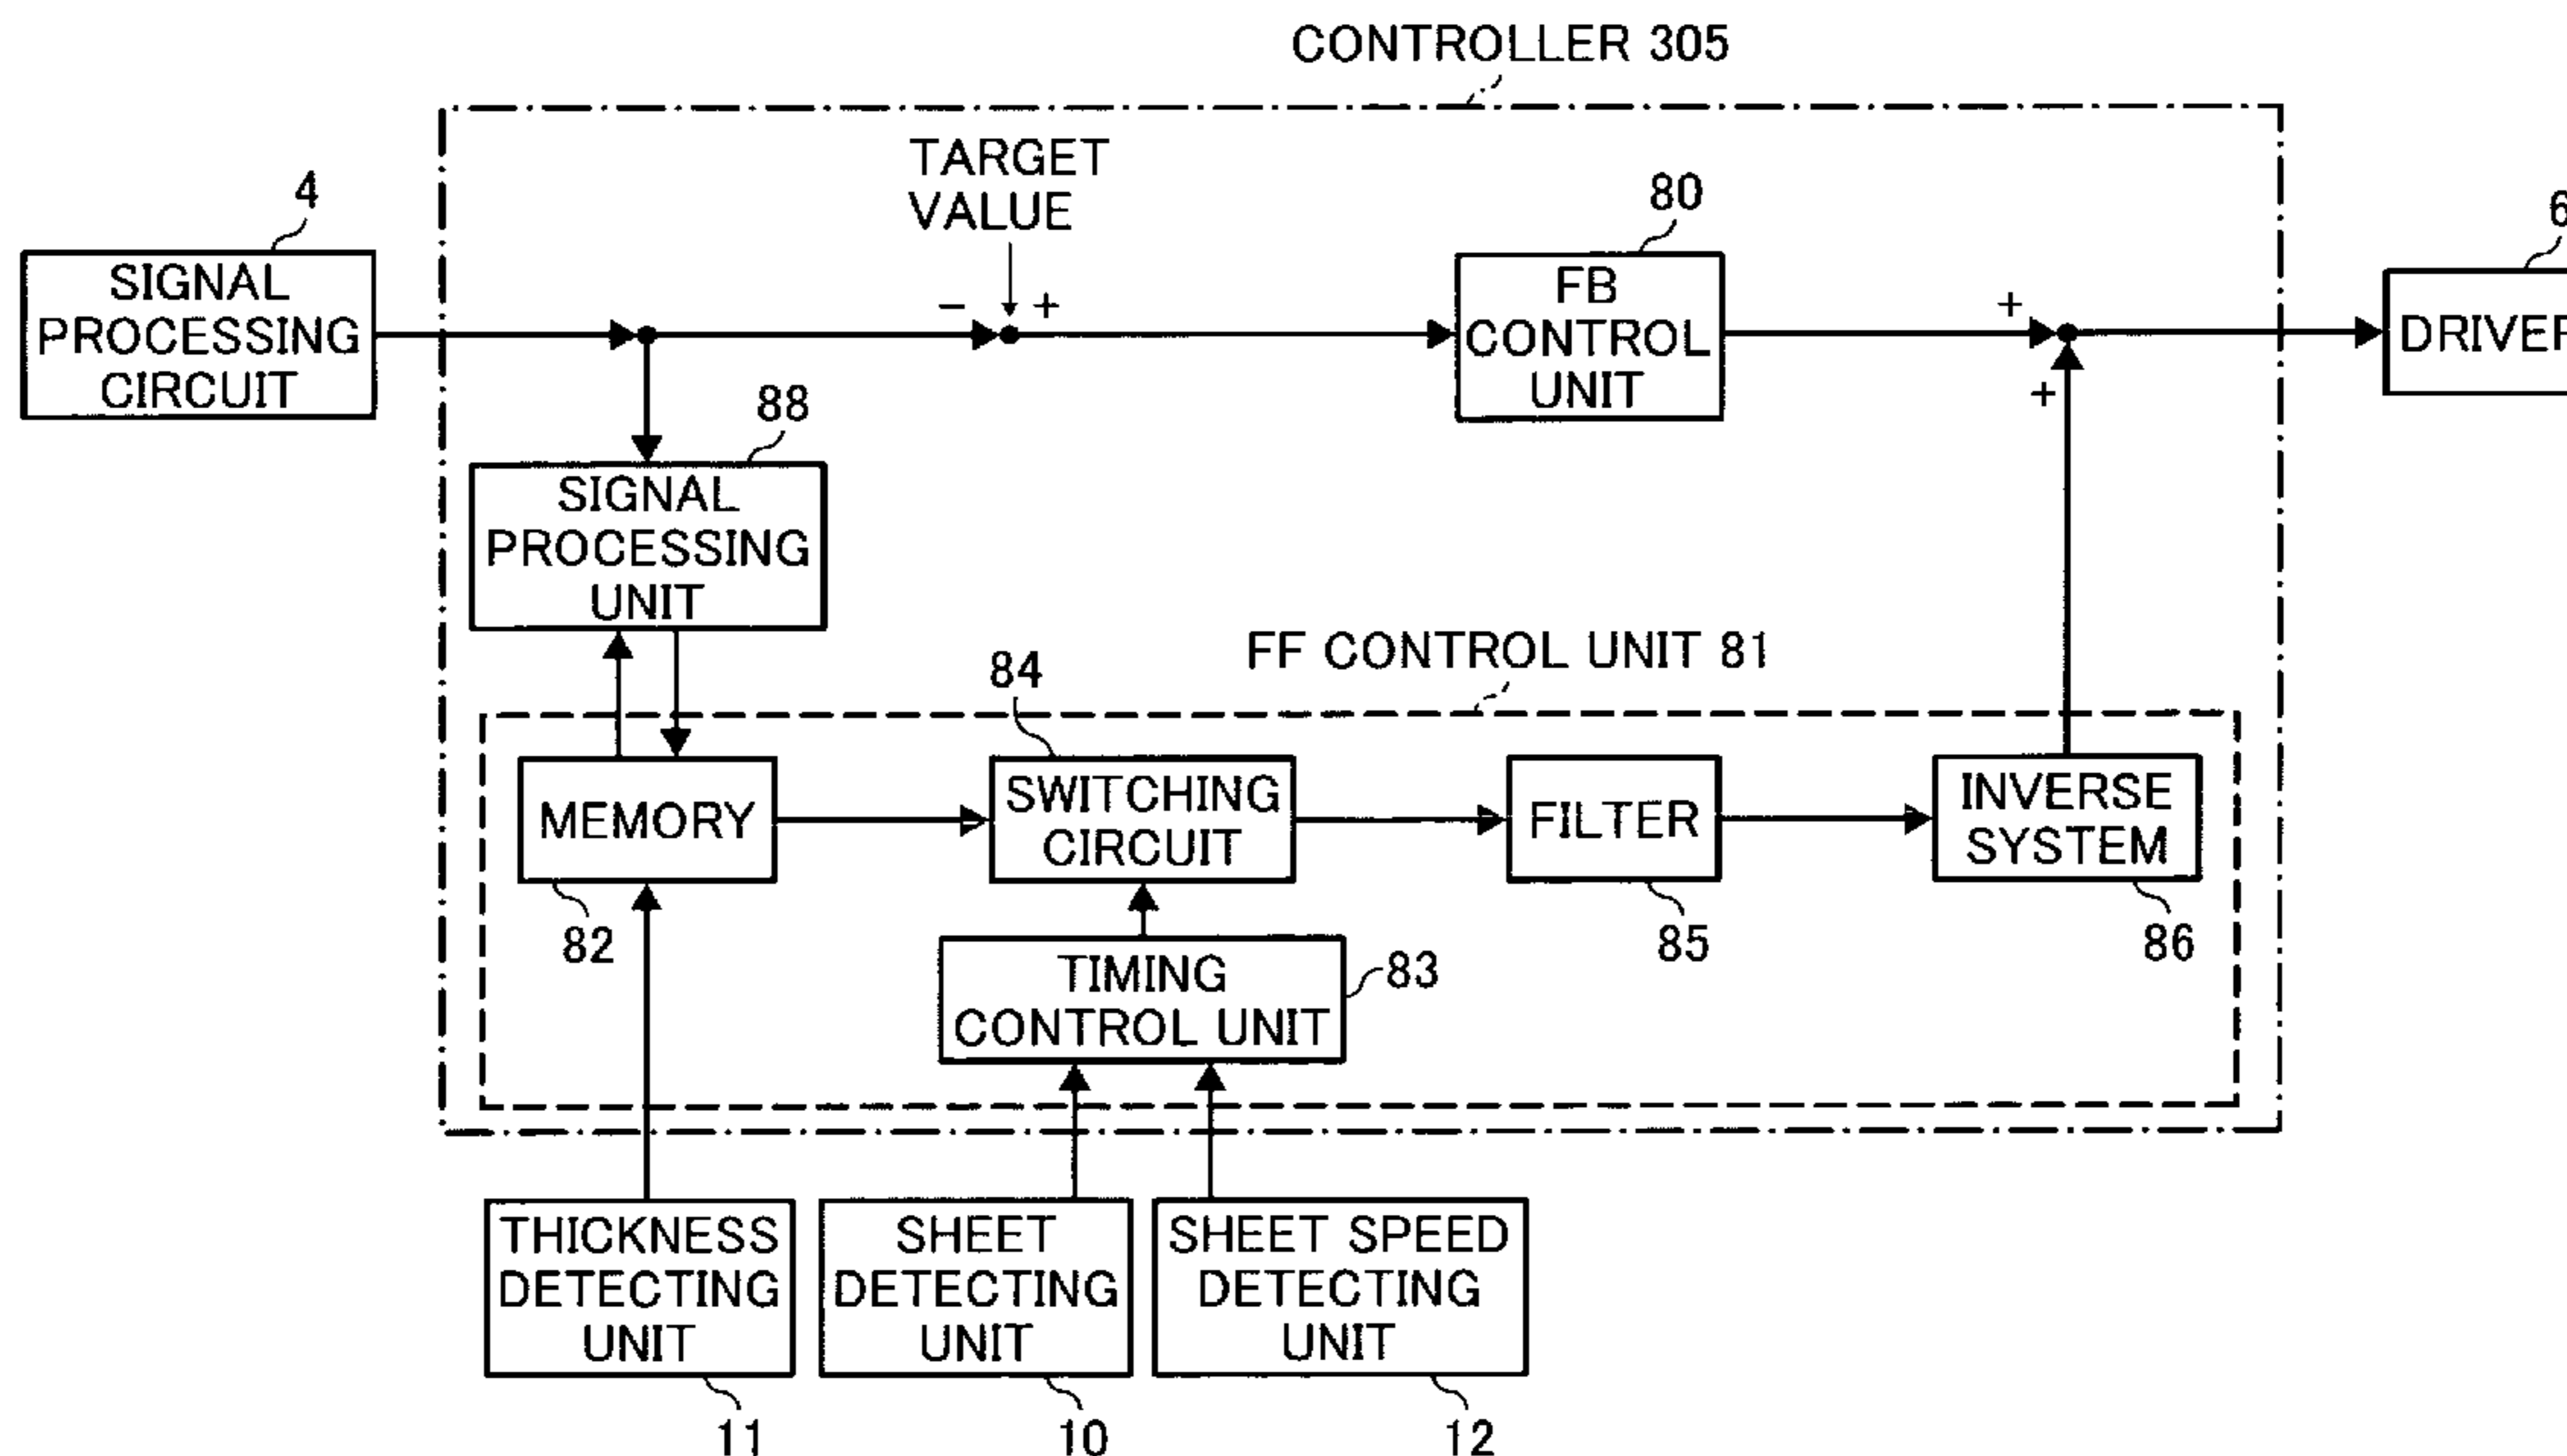 CONTROLLER 305
TARGET
VALUE
4
SIGNAL
PROCESSING
CIRCUIT
−
+
80
FB
CONTROL
UNIT
+
+
6
DRIVER
88
SIGNAL
PROCESSING
UNIT
FF CONTROL UNIT 81
84
MEMORY
82
SWITCHING
CIRCUIT
FILTER
85
INVERSE
SYSTEM
86
TIMING
CONTROL UNIT
83
THICKNESS
DETECTING
UNIT
11
SHEET
DETECTING
UNIT
10
SHEET SPEED
DETECTING
UNIT
12